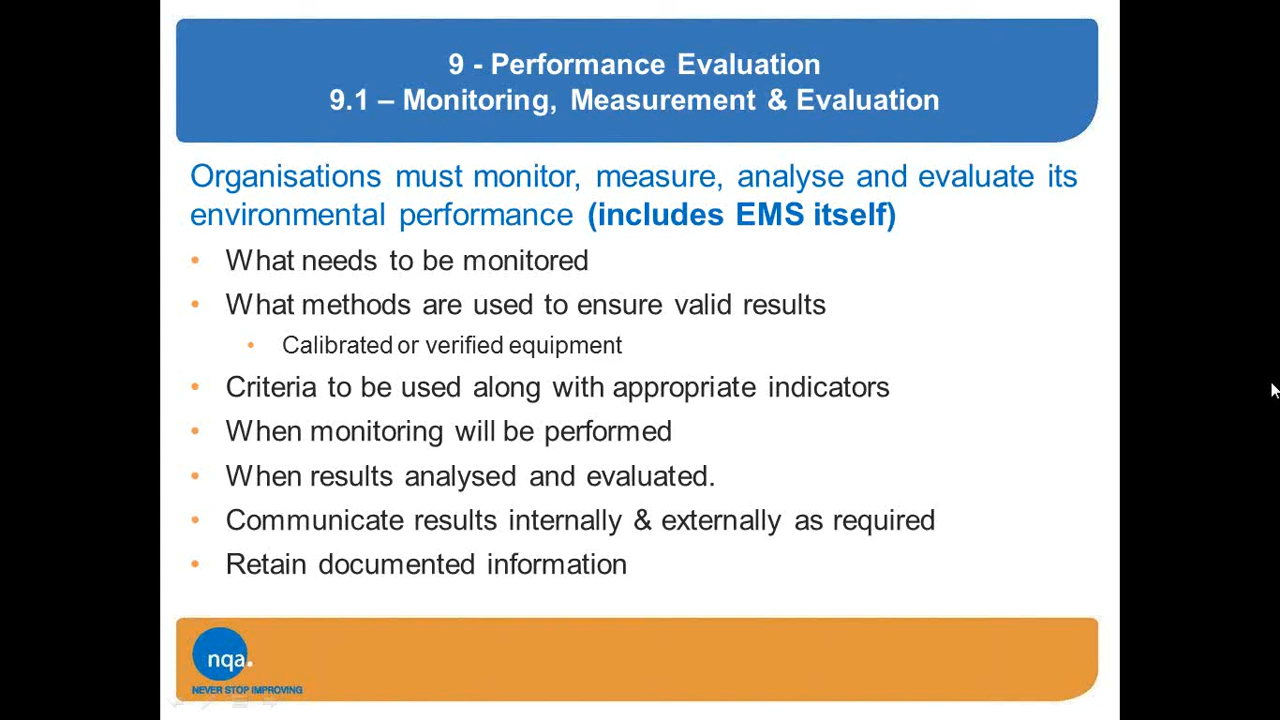 9 - Performance Evaluation
9.1 – Monitoring, Measurement & Evaluation
Organisations must monitor, measure, analyse and evaluate its
environmental performance (includes EMS itself)
• What needs to be monitored
• What methods are used to ensure valid results
• Calibrated or verified equipment
• Criteria to be used along with appropriate indicators
• When monitoring will be performed
• When results analysed and evaluated.
• Communicate results internally & externally as required
• Retain documented information
nqa.
NEVER STOP IMPROVING